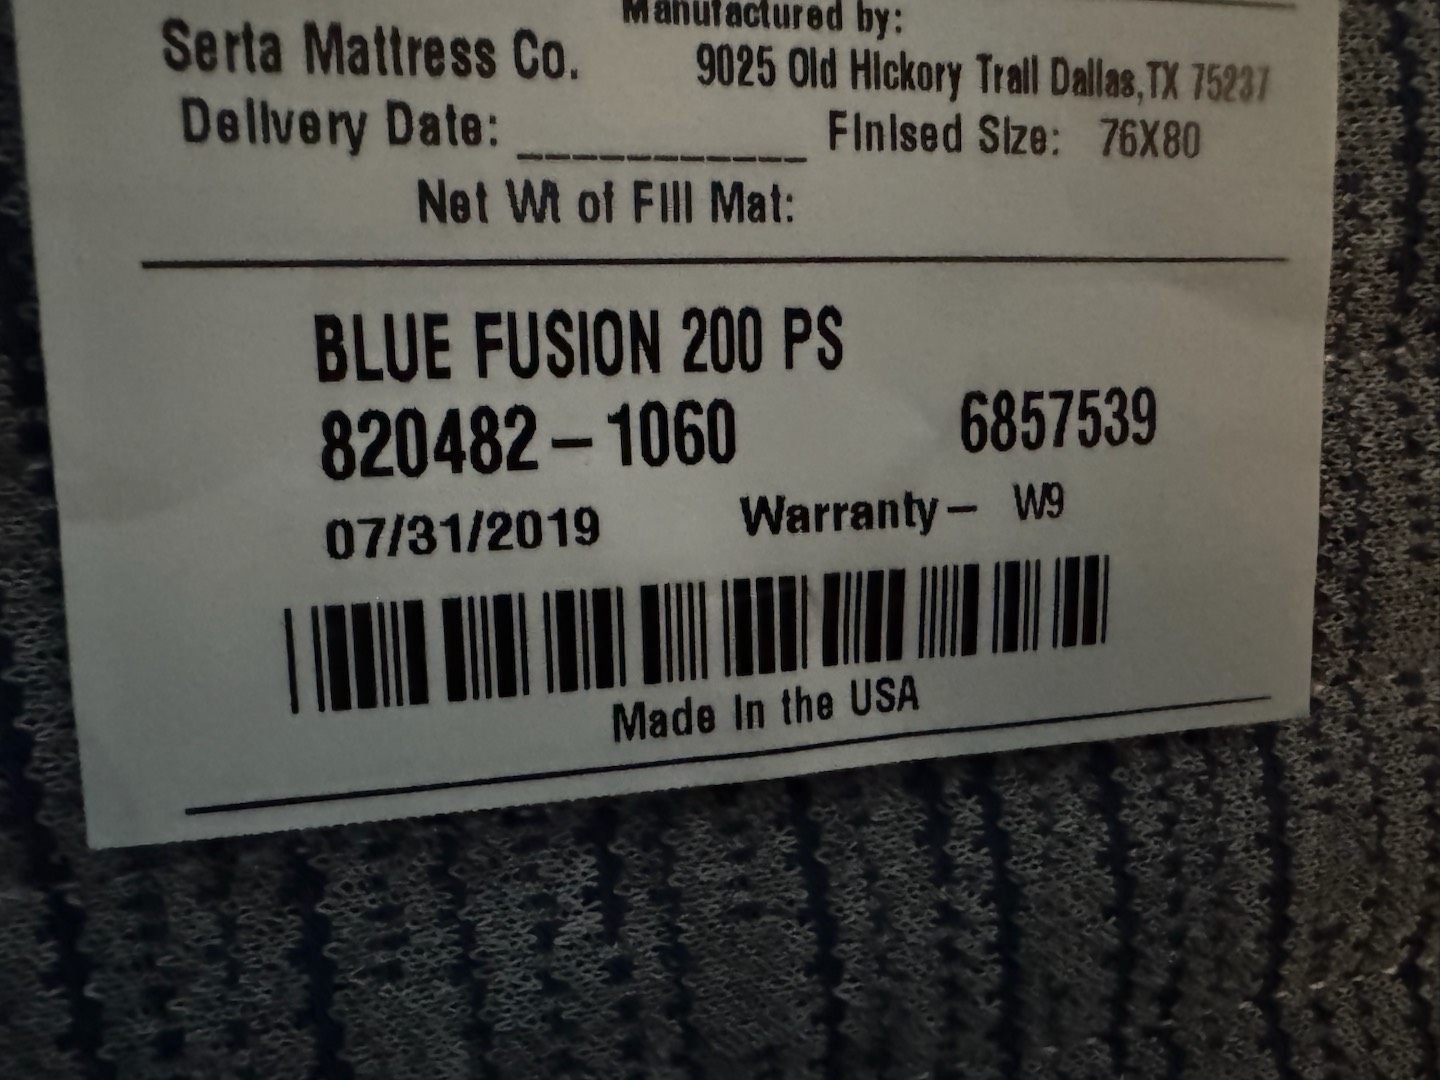 Manufactured by:
Serta Mattress Co. 9025 Old Hickory Trail Dallas,TX 75237
Delivery Date: ___________ Finised Size: 76X80
Net Wt of Fill Mat:
BLUE FUSION 200 PS
820482-1060 6857539
07/31/2019 Warranty- W9
Made In the USA